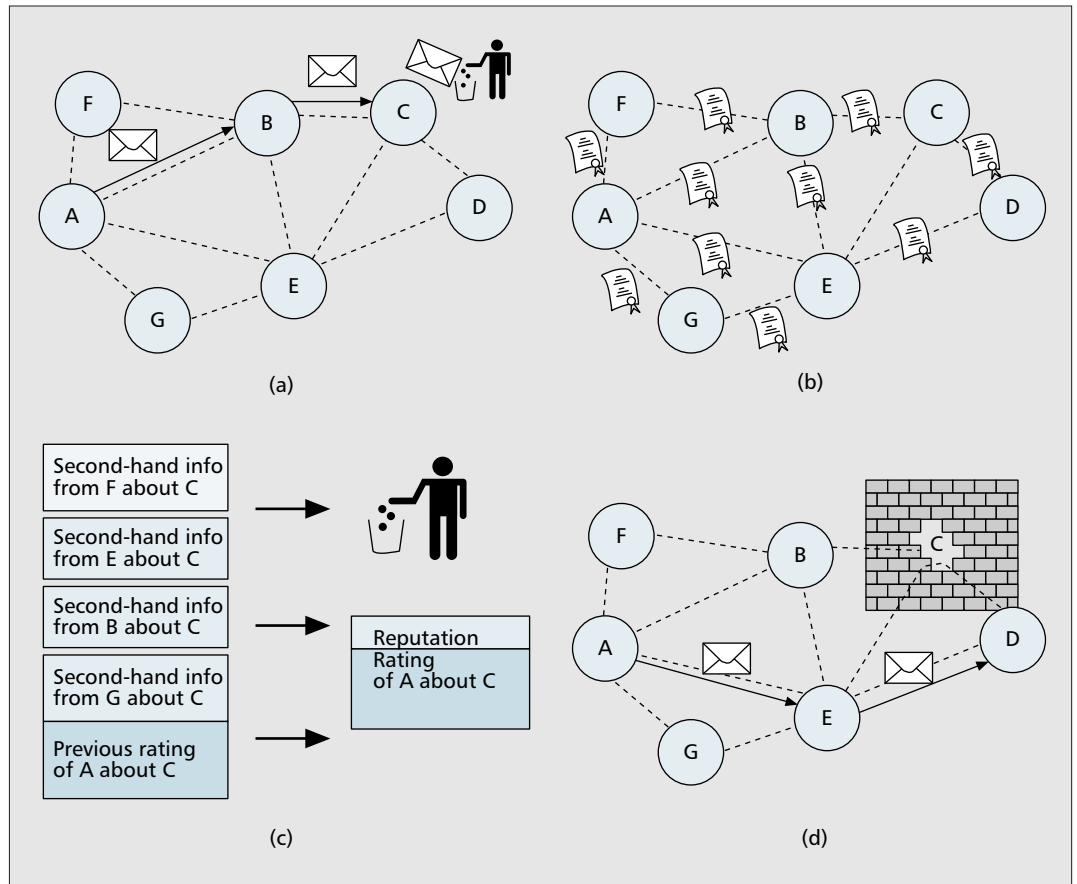 F
B
C
A
D
E
G
(a)
F
B
C
A
D
E
G
(b)
Second-hand info
from F about C
Second-hand info
from E about C
Second-hand info
from B about C
Second-hand info
from G about C
Previous rating
of A about C
Reputation
Rating
of A about C
(c)
F
B
C
A
D
E
G
(d)